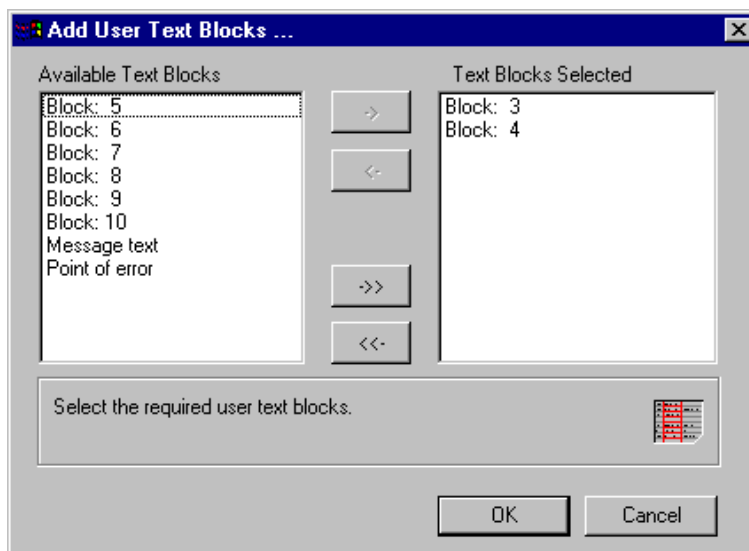 Add User Text Blocks ...
Available Text Blocks
Block: 5
Block: 6
Block: 7
Block: 8
Block: 9
Block: 10
Message text
Point of error
->
<-
->>
<<-
Text Blocks Selected
Block: 3
Block: 4
Select the required user text blocks.
OK
Cancel